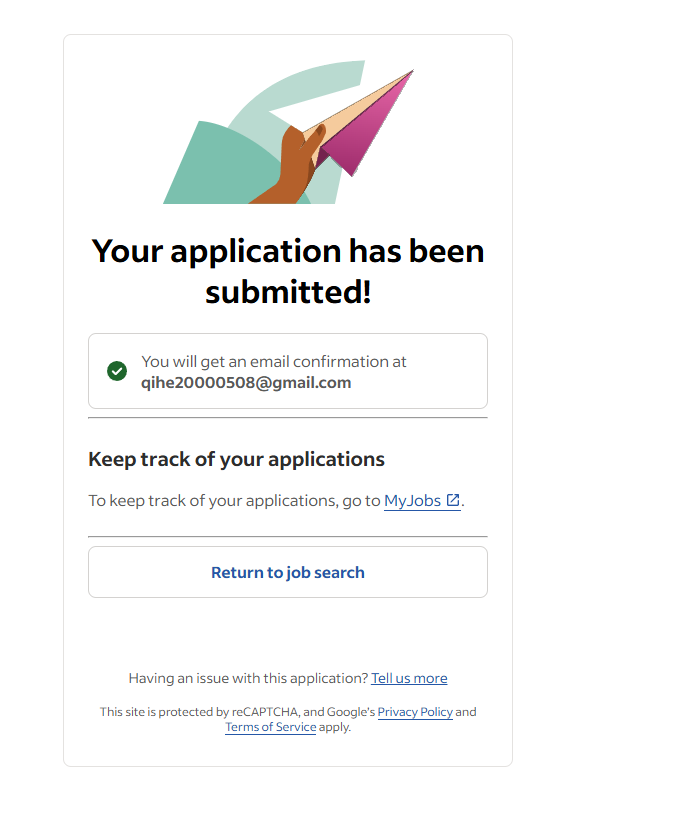 Your application has been
submitted!
You will get an email confirmation at
qihe20000508@gmail.com
Keep track of your applications
To keep track of your applications, go to MyJobs.
Return to job search
Having an issue with this application? Tell us more
This site is protected by reCAPTCHA, and Google's Privacy Policy and
Terms of Service apply.